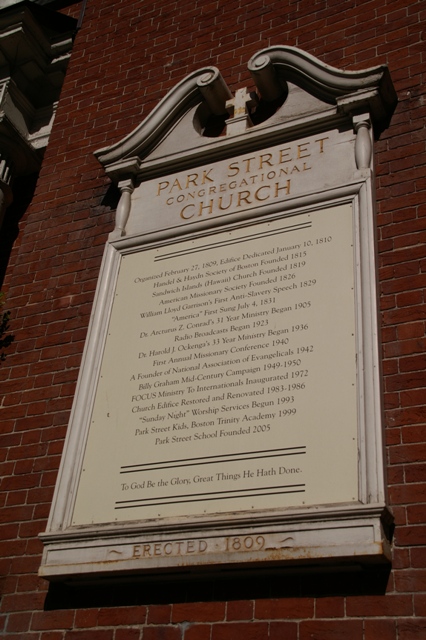 PARK STREET
CONGREGATIONAL
CHURCH
Organized February 27, 1809, Edifice Dedicated January 10, 1810
Handel & Haydn Society of Boston Founded 1815
Sandwich Islands (Hawaii) Church Founded 1819
American Missionary Society Founded 1826
William Lloyd Garrison's First Anti-Slavery Speech 1829
"America" First Sung July 4, 1831
Dr. Arcturus Z. Conrad's 31 Year Ministry Began 1905
Radio Broadcasts Began 1923
Dr. Harold J. Ockenga's 33 Year Ministry Began 1936
First Annual Missionary Conference 1940
A Founder of National Association of Evangelicals 1942
Billy Graham Mid-Century Campaign 1949-1950
FOCUS Ministry To Internationals Inaugurated 1972
Church Edifice Restored and Renovated 1983-1986
"Sunday Night" Worship Services Begun 1993
Park Street Kids, Boston Trinity Academy 1999
Park Street School Founded 2005
To God Be the Glory, Great Things He Hath Done.
~ ERECTED · 1809 ~